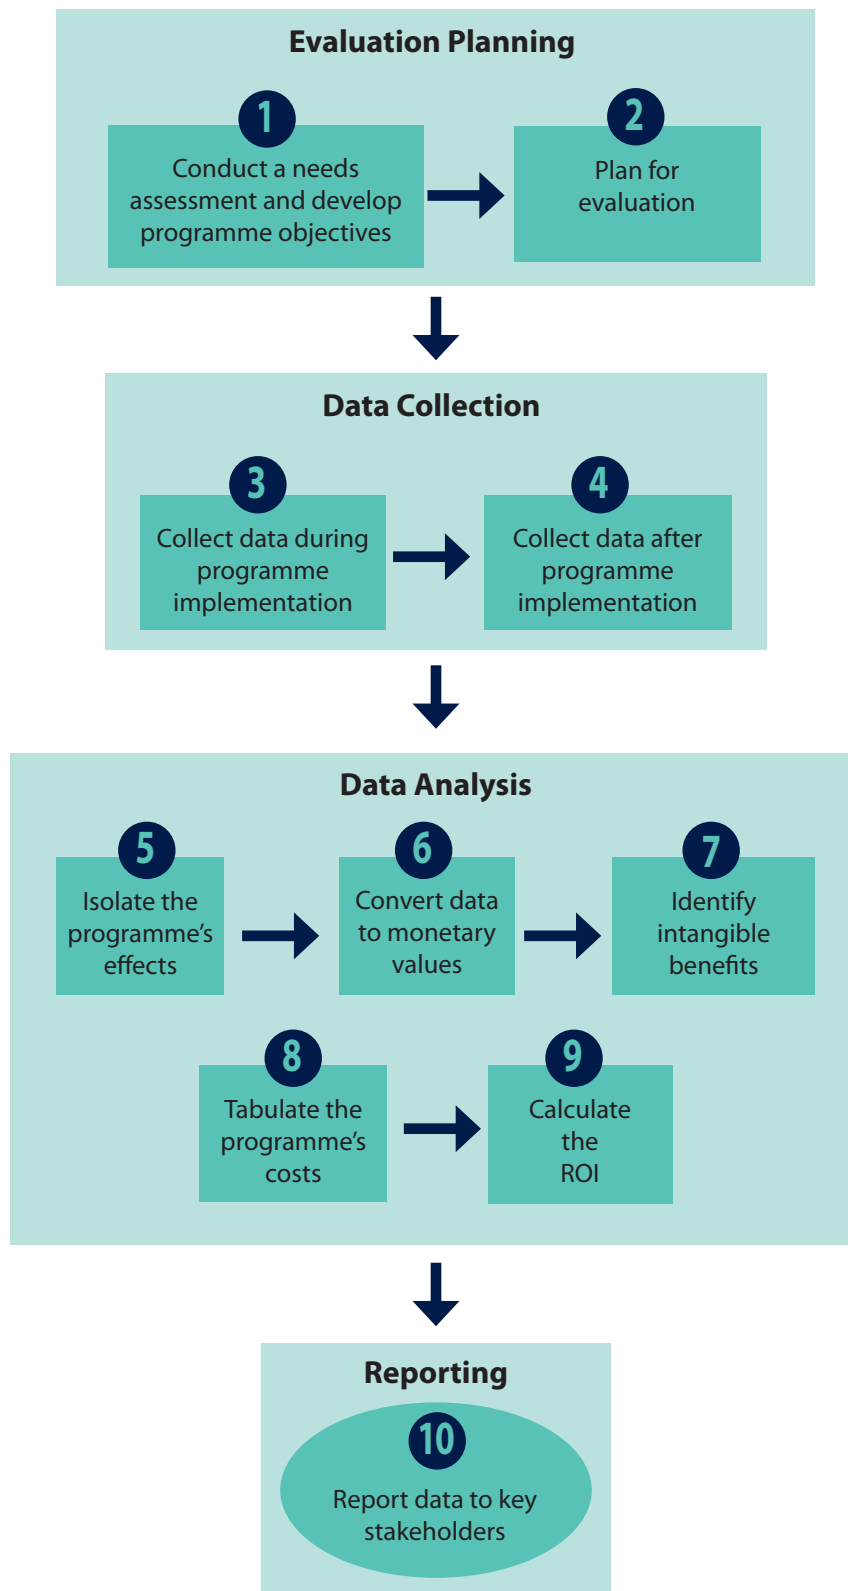 Evaluation Planning
1
Conduct a needs
assessment and develop
programme objectives
2
Plan for
evaluation
Data Collection
3
Collect data during
programme
implementation
4
Collect data after
programme
implementation
Data Analysis
5
Isolate the
programme’s
effects
6
Convert data
to monetary
values
7
Identify
intangible
benefits
8
Tabulate the
programme’s
costs
9
Calculate
the
ROI
Reporting
10
Report data to key
stakeholders